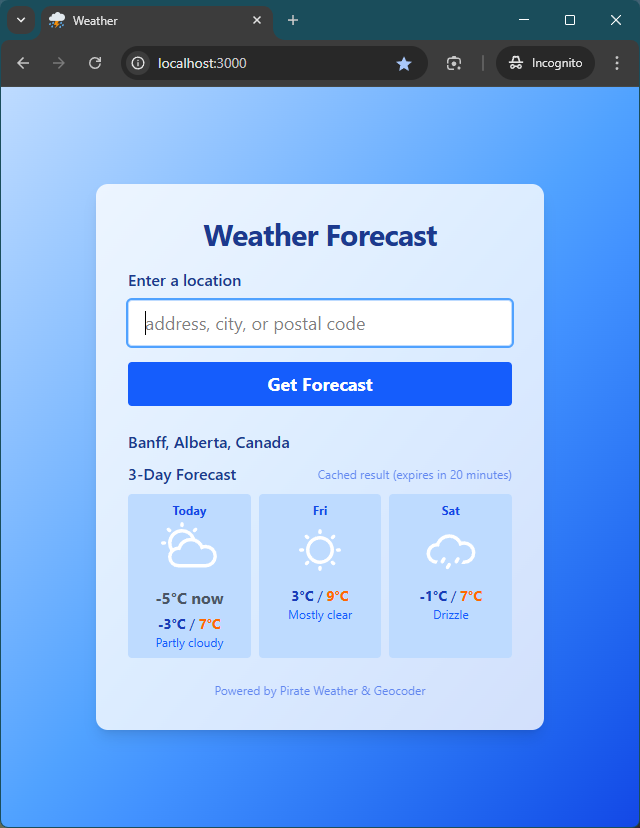 Weather
localhost:3000
Incognito
Weather Forecast
Enter a location
address, city, or postal code
Get Forecast
Banff, Alberta, Canada
3-Day Forecast
Cached result (expires in 20 minutes)
Today
-5°C now
-3°C / 7°C
Partly cloudy
Fri
3°C / 9°C
Mostly clear
Sat
-1°C / 7°C
Drizzle
Powered by Pirate Weather & Geocoder